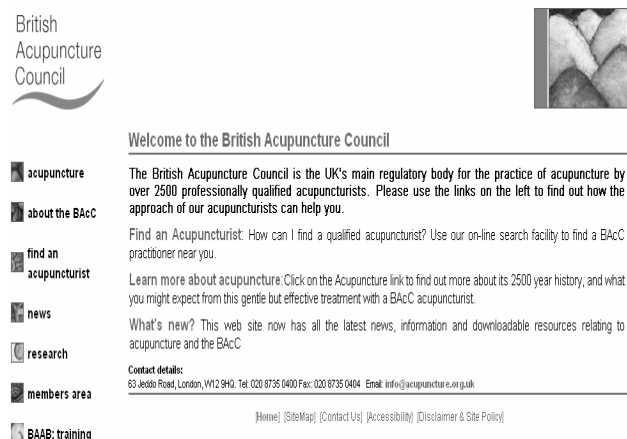 British
Acupuncture
Council
Welcome to the British Acupuncture Council
acupuncture
about the BAcC
find an
acupuncturist
news
research
members area
BAAB: training
The British Acupuncture Council is the UK's main regulatory body for the practice of acupuncture by
over 2500 professionally qualified acupuncturists. Please use the links on the left to find out how the
approach of our acupuncturists can help you.
Find an Acupuncturist: How can I find a qualified acupuncturist? Use our on-line search facility to find a BAcC
practitioner near you.
Learn more about acupuncture:Click on the Acupuncture link to find out more about its 2500 year history, and what
you might expect from this gentle but effective treatment with a BAcC acupuncturist.
What's new? This web site now has all the latest news, information and downloadable resources relating to
acupuncture and the BAcC
Contact details:
63 Jeddo Road, London, W12 9HQ. Tel: 020 8735 0400 Fax: 020 8735 0404 Email: info@acupuncture.org.uk
[Home] [SiteMap] [Contact Us] [Accessibility] [Disclaimer & Site Policy]